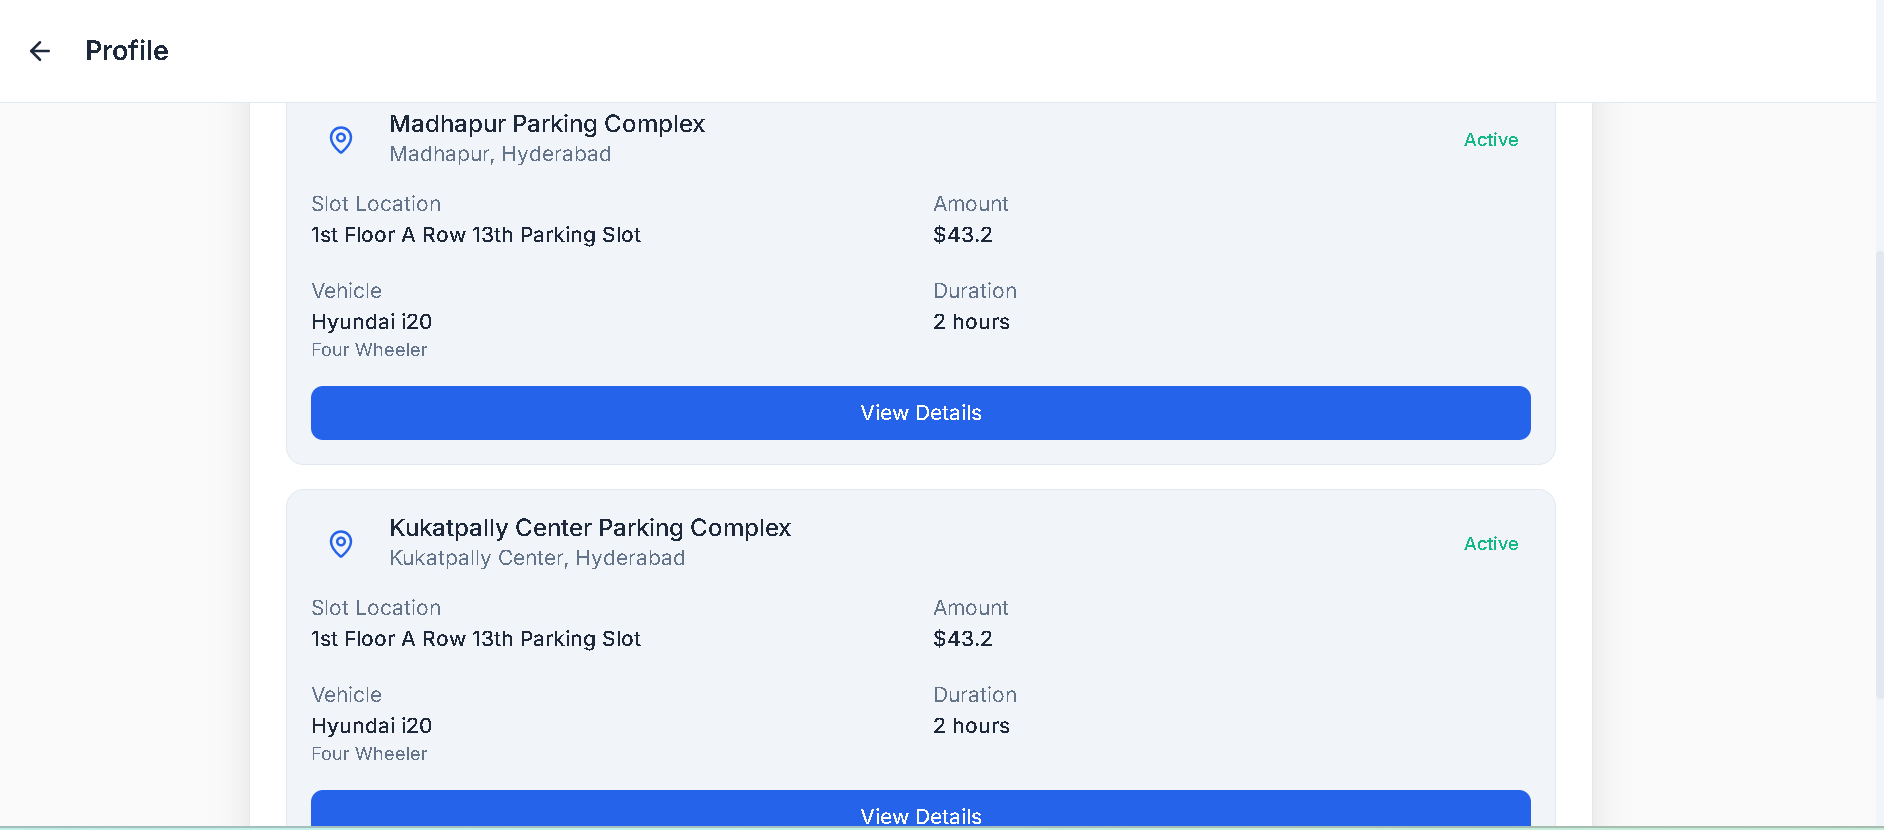 Profile
Madhapur Parking Complex
Madhapur, Hyderabad
Active
Slot Location
1st Floor A Row 13th Parking Slot
Amount
$43.2
Vehicle
Hyundai i20
Four Wheeler
Duration
2 hours
View Details
Kukatpally Center Parking Complex
Kukatpally Center, Hyderabad
Active
Slot Location
1st Floor A Row 13th Parking Slot
Amount
$43.2
Vehicle
Hyundai i20
Four Wheeler
Duration
2 hours
View Details